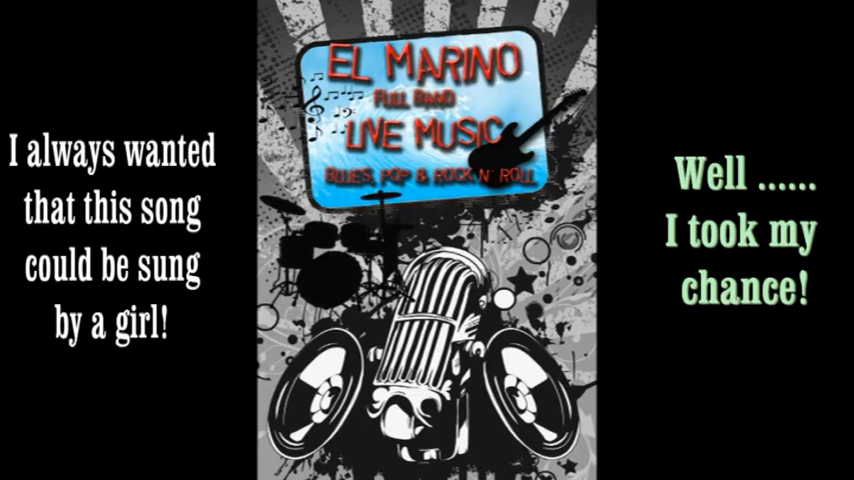 I always wanted
that this song
could be sung
by a girl!
EL MARINO
FULL BAND
LIVE MUSIC
BLUES, POP & ROCK N' ROLL
Well ......
I took my
chance!